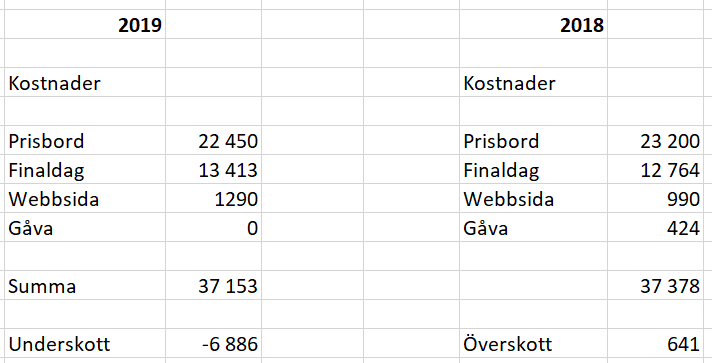 2019 2018
Kostnader Kostnader
Prisbord 22 450 Prisbord 23 200
Finaldag 13 413 Finaldag 12 764
Webbsida 1290 Webbsida 990
Gåva 0 Gåva 424
Summa 37 153 37 378
Underskott -6 886 Överskott 641